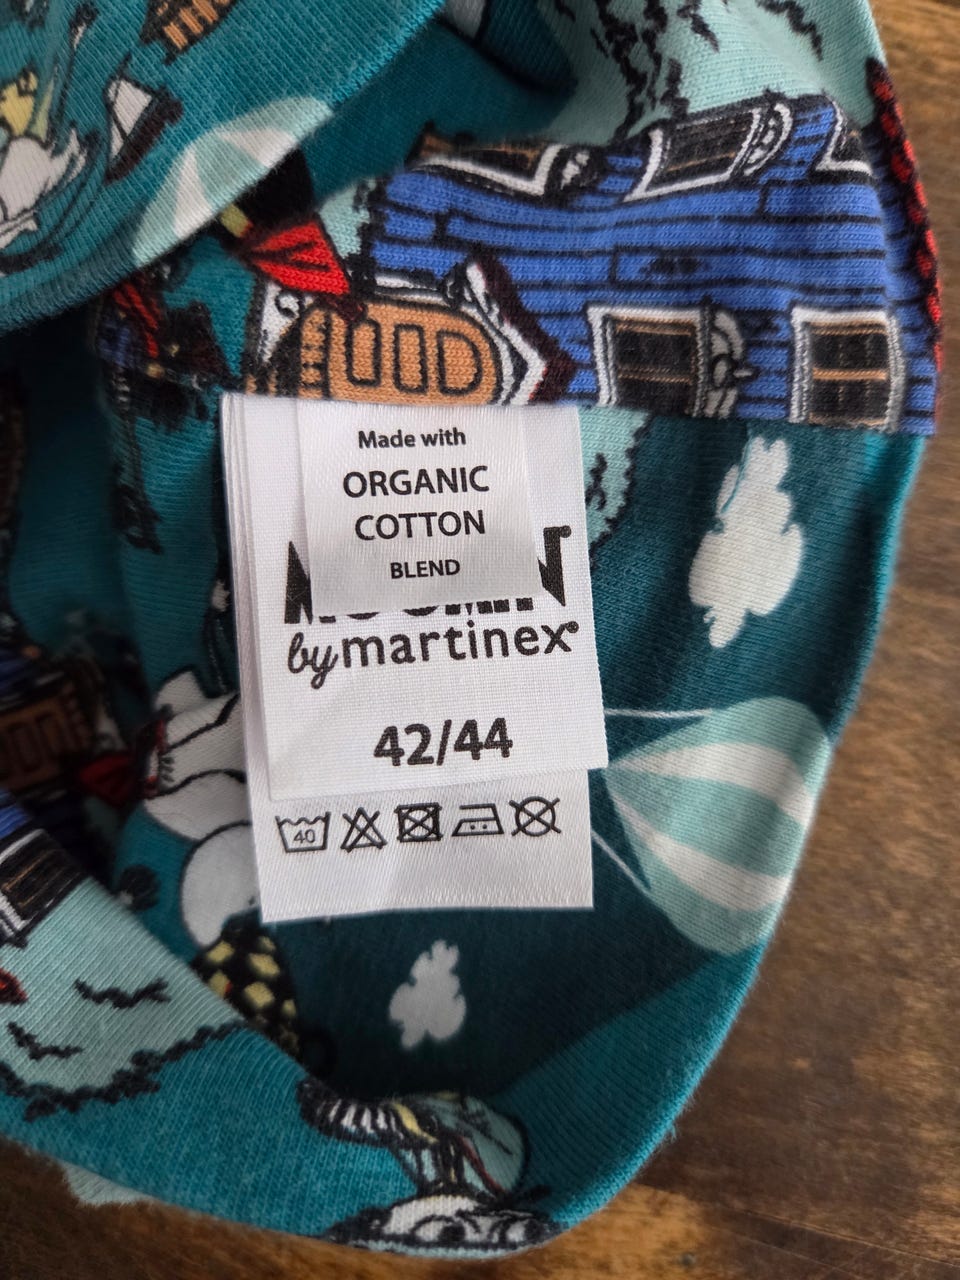 Made with
ORGANIC
COTTON
BLEND
by martinex
42/44
40